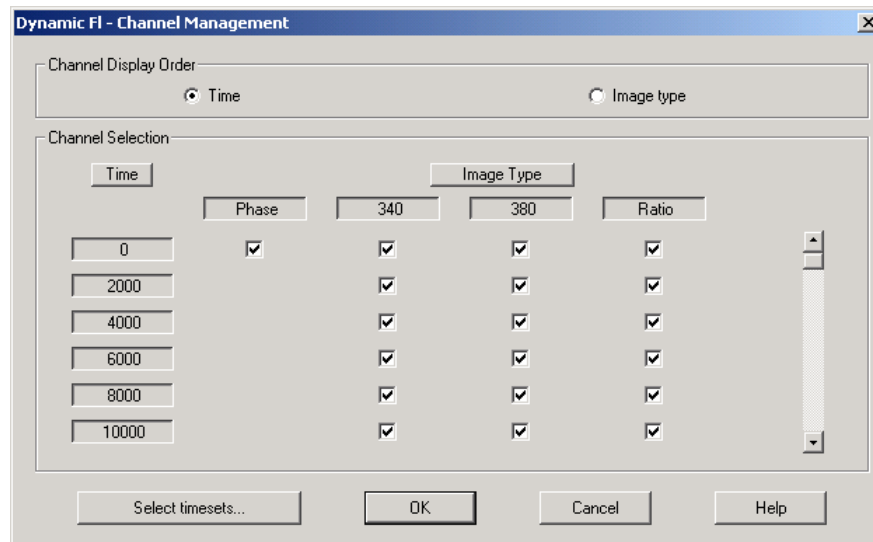 Dynamic Fl - Channel Management
Channel Display Order
Time Image type
Channel Selection
Time Image Type
Phase 340 380 Ratio
0
2000
4000
6000
8000
10000
Select timesets... OK Cancel Help